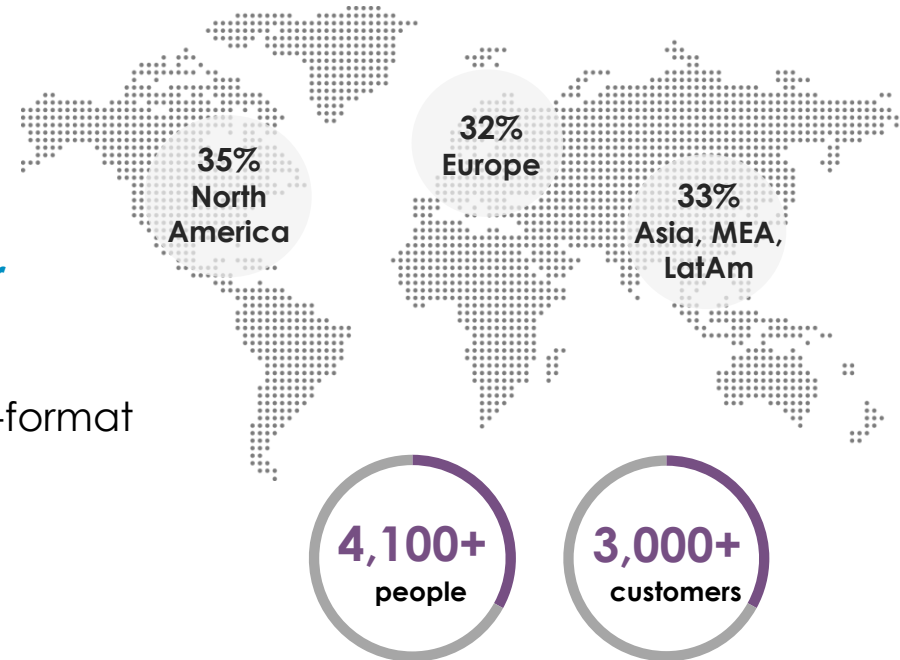 35%
North
America
32%
Europe
33%
Asia, MEA,
LatAm
-format
4,100+
people
3,000+
customers